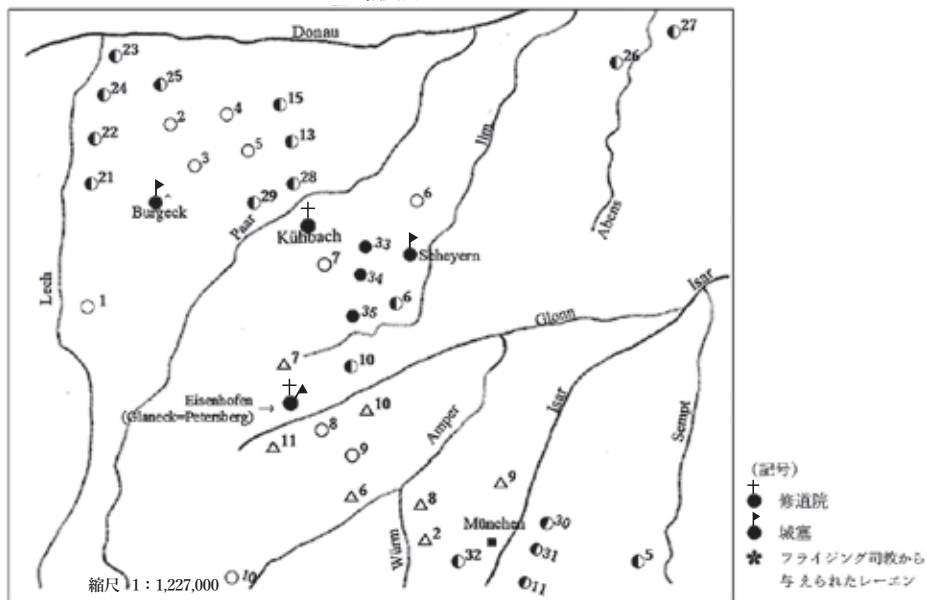 Donau
23
27
26
25
24
4
15
2
22
13
5
3
Ilm
21
28
6
29
Burgeck
Paar
Abens
Kühbach
33
Scheyern
7
34
Isar
Lech
1
6
35
Glonn
7
10
Eisenhofen
(Glaneck=Petersberg)
10
Isar
8
11
Amper
Sempt
9
9
6
8
München
30
Würm
2
31
32
5
10
11
縮尺 1:1,227,000
(記号)
修道院
城塞
フライジング司教から
与えられたレーエン